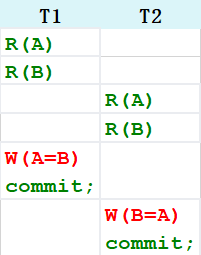 T1 T2
R(A)
R(B)
R(A)
R(B)
W(A=B)
commit;
W(B=A)
commit;